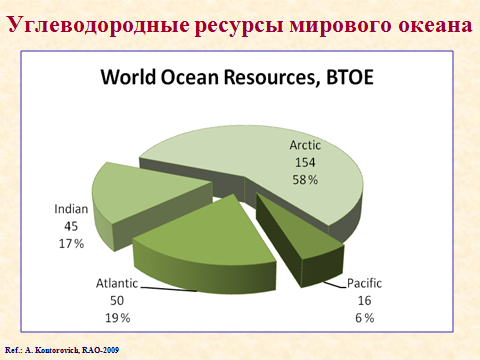 Углеводородные ресурсы мирового океана
World Ocean Resources, BTOE
Arctic
154
58%
Indian
45
17%
Atlantic
50
19%
Pacific
16
6%
Ref.: A. Kontorovich, RAO-2009